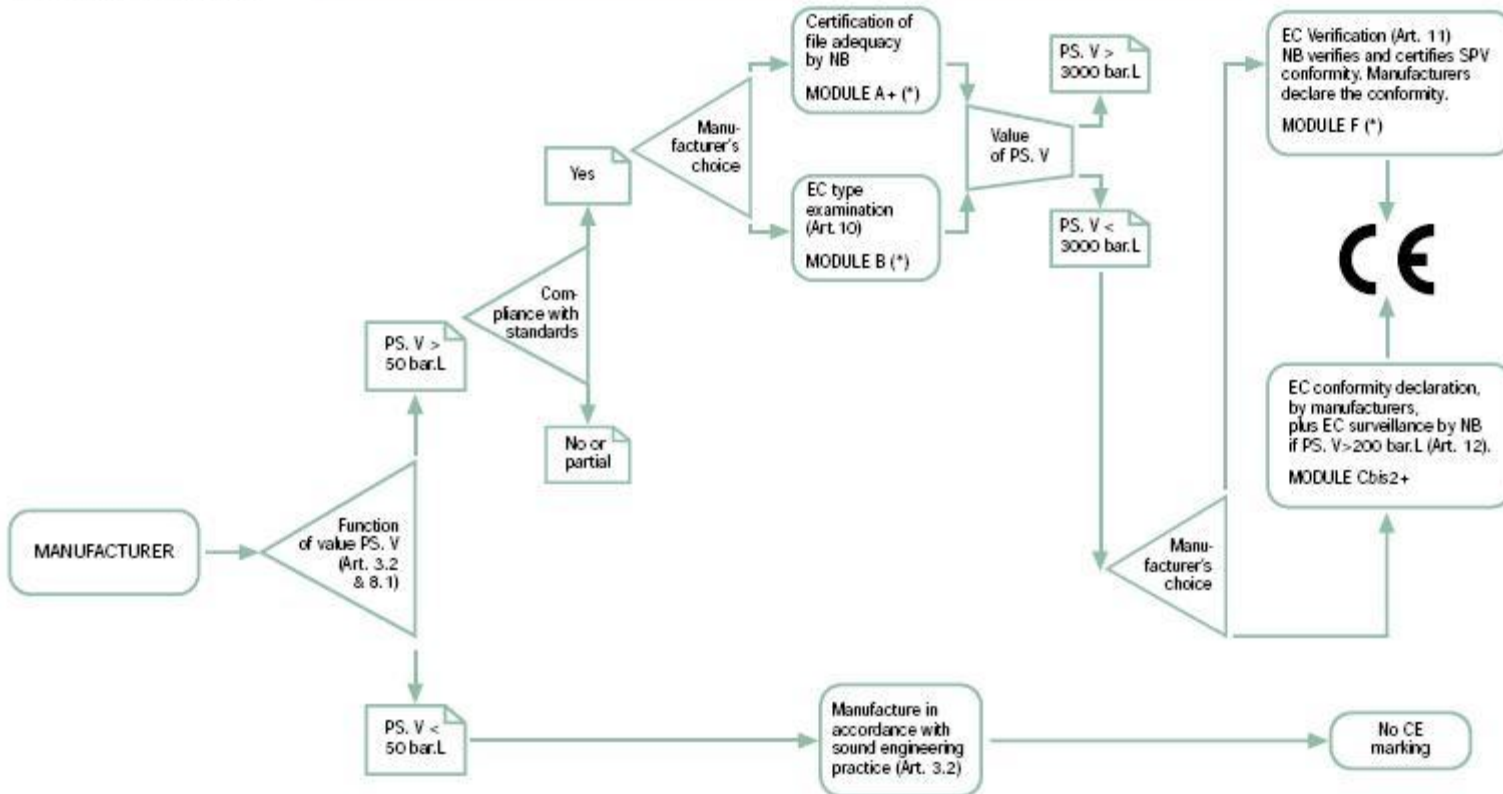 Certification of
file adequacy
by NB
MODULE A+ (*)
PS. V >
3000 bar.L
EC Verification (Art. 11)
NB verifies and certifies SPV
conformity. Manufacturers
declare the conformity.
MODULE F (*)
Manu-
facturer's
choice
Value
of PS. V
Yes
EC type
examination
(Art. 10)
MODULE B (*)
PS. V <
3000 bar.L
CE
Com-
pliance with
standards
PS. V >
50 bar.L
EC conformity declaration,
by manufacturers,
plus EC surveillance by NB
if PS. V>200 bar.L (Art. 12).
MODULE Cbis2+
No or
partial
MANUFACTURER
Function
of value PS. V
(Art. 3.2
& 8.1)
Manu-
facturer's
choice
PS. V <
50 bar.L
Manufacture in
accordance with
sound engineering
practice (Art. 3.2)
No CE
marking